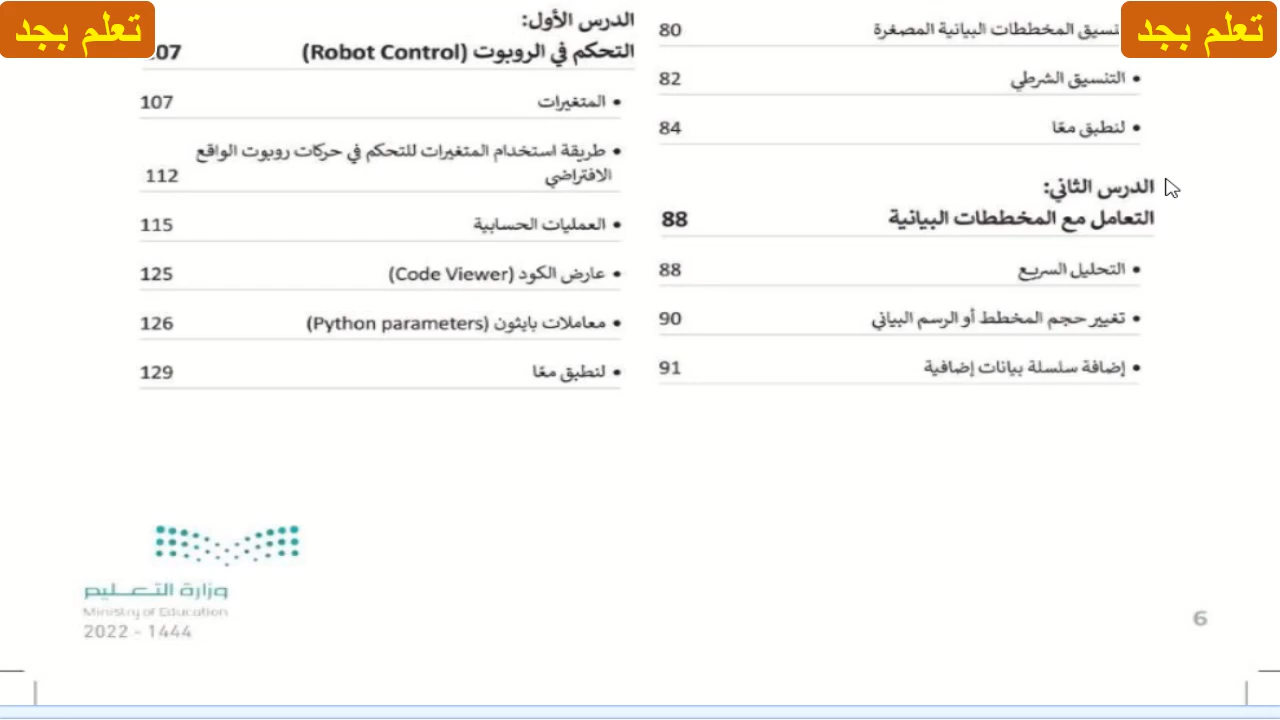 تعلم بجد
تعلم بجد
تنسيق المخططات البيانية المصغرة 80
• التنسيق الشرطي 82
• لنطبق معًا 84
الدرس الثاني:
التعامل مع المخططات البيانية 88
• التحليل السريع 88
• تغيير حجم المخطط أو الرسم البياني 90
• إضافة سلسلة بيانات إضافية 91
الدرس الأول:
التحكم في الروبوت (Robot Control) 107
• المتغيرات 107
• طريقة استخدام المتغيرات للتحكم في حركات روبوت الواقع
الافتراضي 112
• العمليات الحسابية 115
• عارض الكود (Code Viewer) 125
• معاملات بايثون (Python parameters) 126
• لنطبق معًا 129
وزارة التعليم
Ministry of Education
2022 - 1444
6